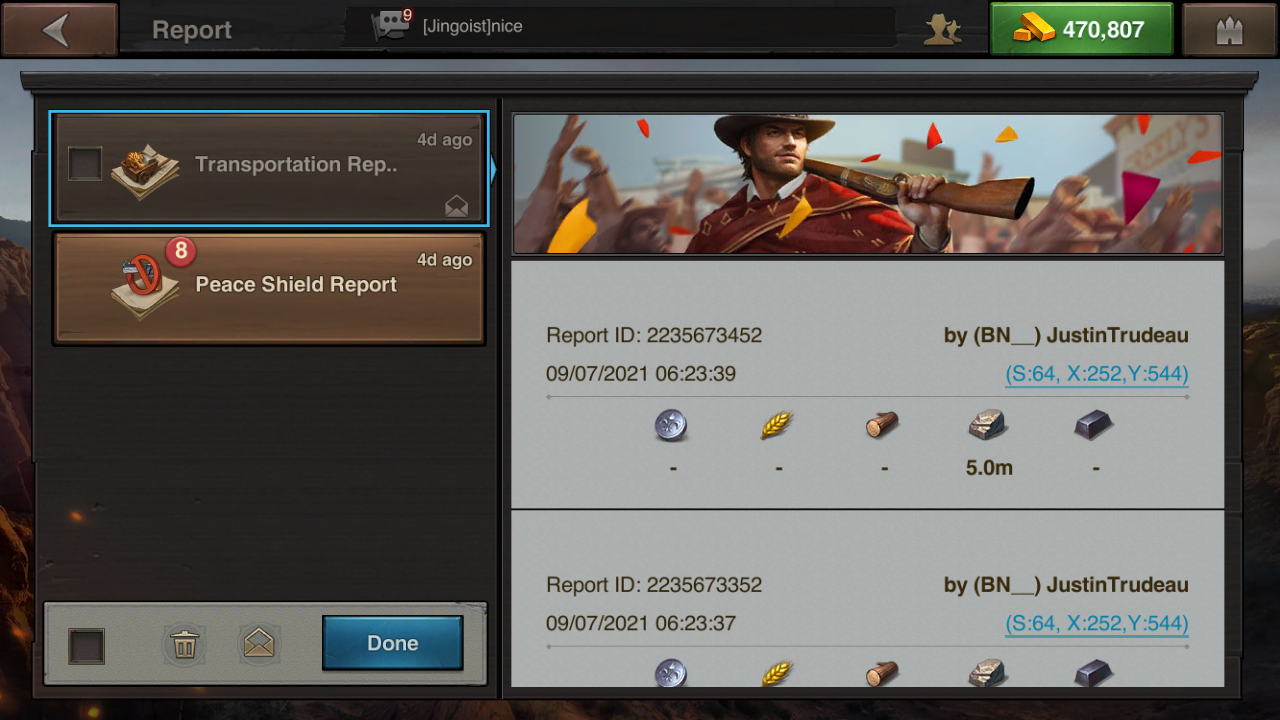 Report
9
[Jingoist]nice
470,807
4d ago
Transportation Rep..
8
4d ago
Peace Shield Report
Done
Report ID: 2235673452
by (BN__) JustinTrudeau
09/07/2021 06:23:39
(S:64, X:252,Y:544)
- - - 5.0m -
Report ID: 2235673352
by (BN__) JustinTrudeau
09/07/2021 06:23:37
(S:64, X:252,Y:544)